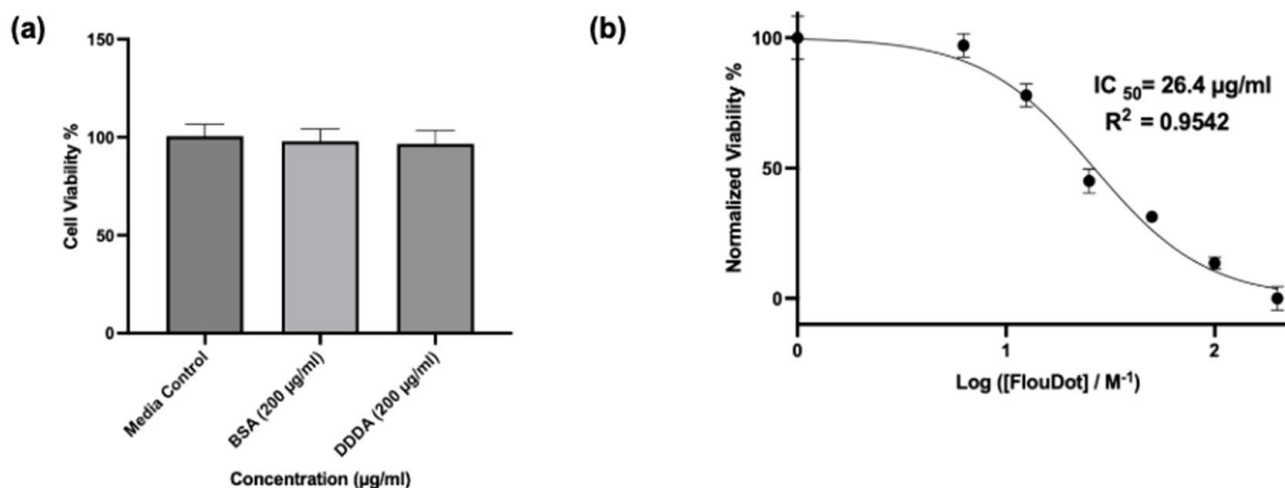 (a)
150
100
50
0
Cell Viability %
Media Control
BSA (200 µg/ml)
DDDA (200 µg/ml)
Concentration (µg/ml)
(b)
100
50
0
Normalized Viability %
IC 50= 26.4 µg/ml
R2 = 0.9542
0
1
2
Log ([FlouDot] / M-1)